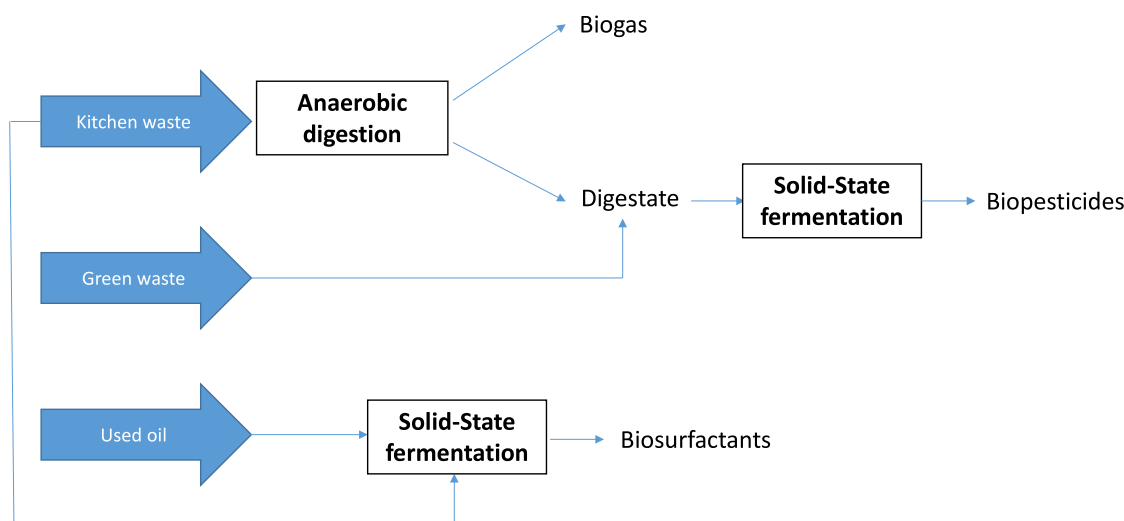 Biogas
Kitchen waste
Anaerobic
digestion
Digestate
Solid-State
fermentation
Biopesticides
Green waste
Used oil
Solid-State
fermentation
Biosurfactants